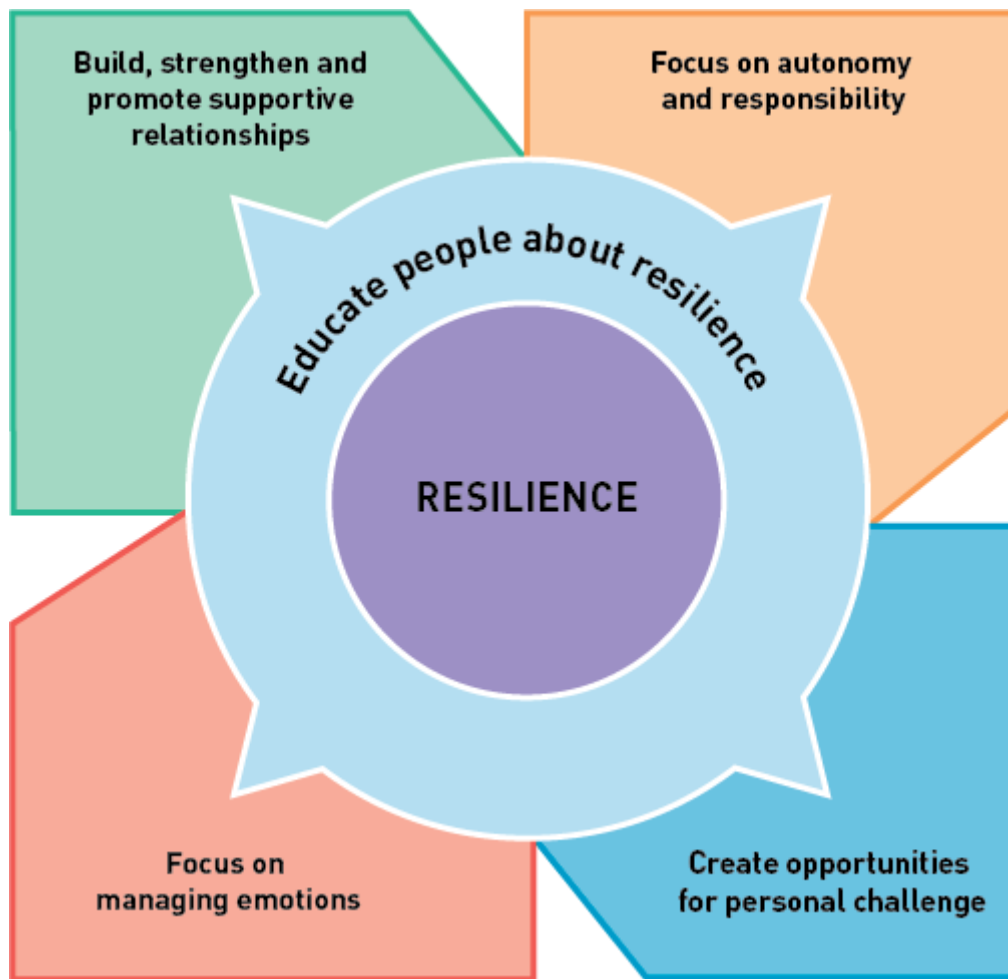 Build, strengthen and
promote supportive
relationships
Focus on autonomy
and responsibility
Educate people about resilience
RESILIENCE
Focus on
managing emotions
Create opportunities
for personal challenge